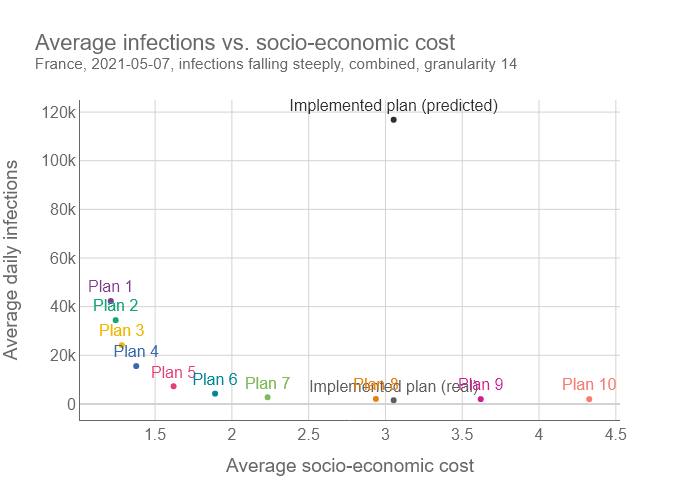 Average infections vs. socio-economic cost
France, 2021-05-07, infections falling steeply, combined, granularity 14
Implemented plan (predicted)
120k
100k
80k
60k
40k
20k
0
Average daily infections
Plan 1
Plan 2
Plan 3
Plan 4
Plan 5
Plan 6
Plan 7
Plan 8
Implemented plan (real)
Plan 9
Plan 10
1.5
2
2.5
3
3.5
4
4.5
Average socio-economic cost